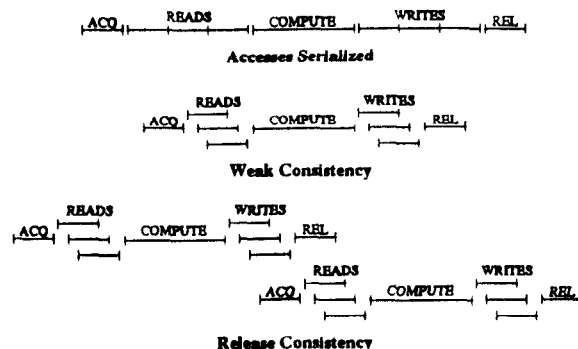 ACQ READS COMPUTE WRITES REL
Accesses Serialized
READS WRITES
ACQ COMPUTE REL
Weak Consistency
READS WRITES
ACQ COMPUTE REL
READS WRITES
ACQ COMPUTE REL
Release Consistency